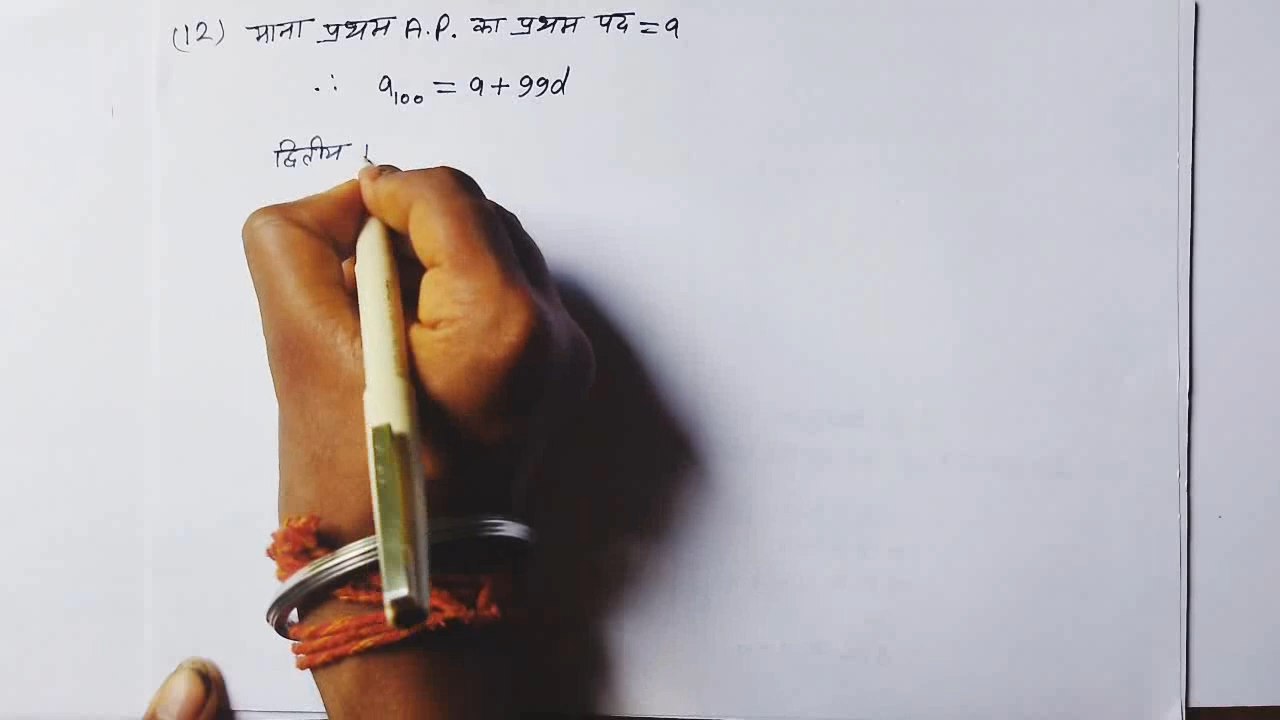 (12) माना प्रथम A.P. का प्रथम पद = a
∴ a₁₀₀ = a + 99d
द्वितीय